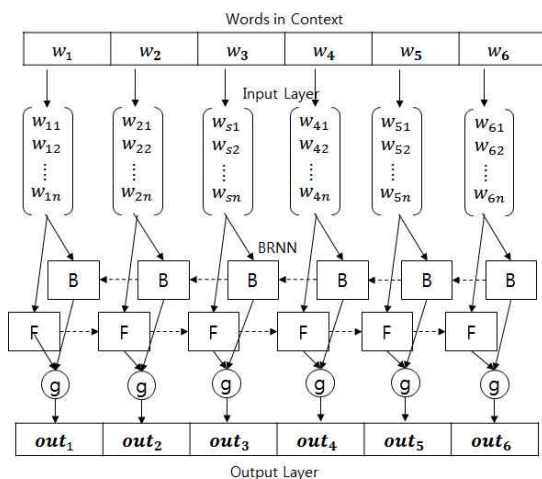 Words in Context
w₁ w₂ w₃ w₄ w₅ w₆
Input Layer
w₁₁ w₂₁ wₛ₁ w₄₁ w₅₁ w₆₁
w₁₂ w₂₂ wₛ₂ w₄₂ w₅₂ w₆₂
.... .... .... .... .... ....
w₁ₙ w₂ₙ wₛₙ w₄ₙ w₅ₙ w₆ₙ
BRNN
B B B B B B
F F F F F F
g g g g g g
out₁ out₂ out₃ out₄ out₅ out₆
Output Layer